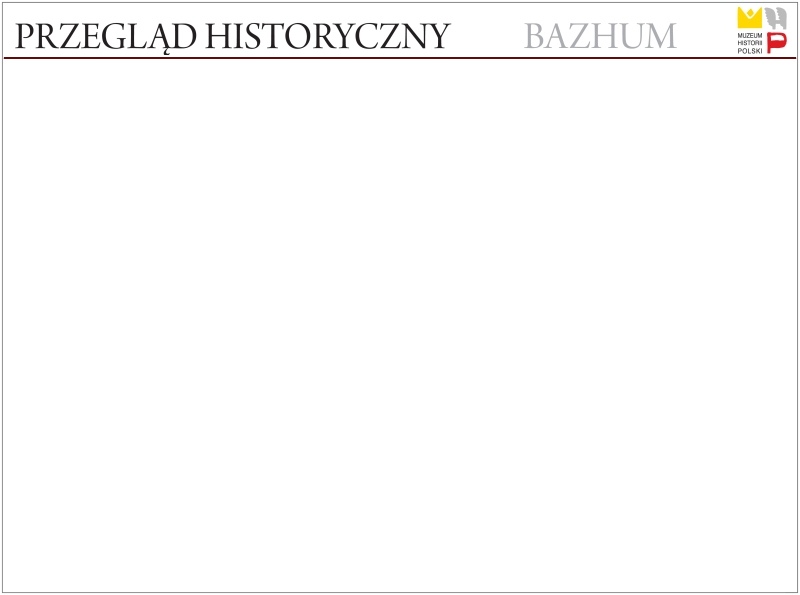 PRZEGLĄD HISTORYCZNY
BAZHUM
MUZEUM
HISTORII
POLSKI